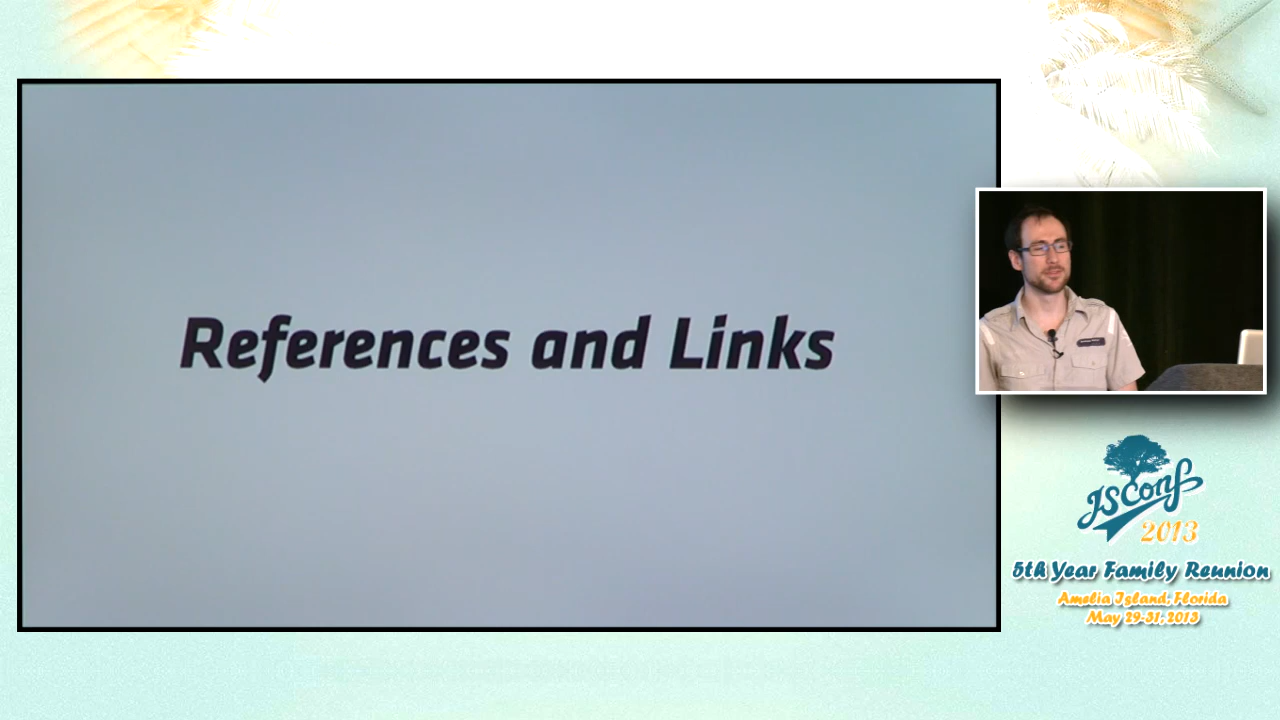 References and Links
JSConf
2013
5th Year Family Reunion
Amelia Island, Florida
May 29-31, 2013